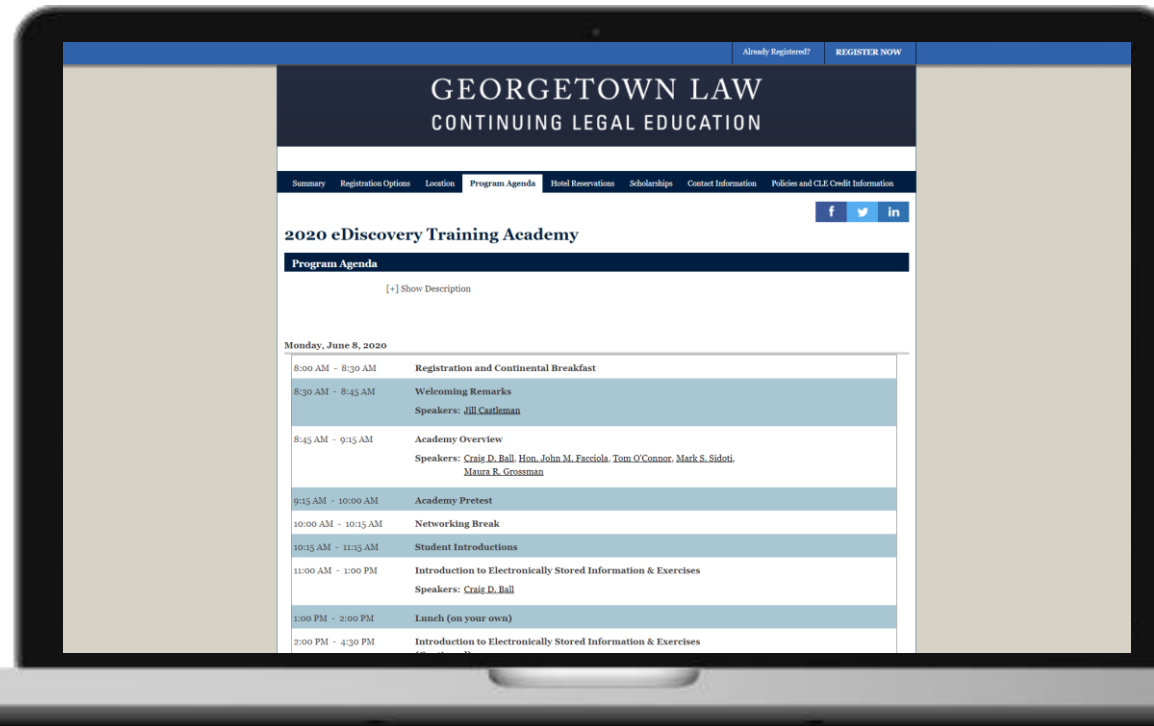 Already Registered? REGISTER NOW
GEORGETOWN LAW
CONTINUING LEGAL EDUCATION
Summary Registration Options Location Program Agenda Hotel Reservations Scholarships Contact Information Policies and CLE Credit Information
f in
2020 eDiscovery Training Academy
Program Agenda
[+] Show Description
Monday, June 8, 2020
8:00 AM - 8:30 AM Registration and Continental Breakfast
8:30 AM - 8:45 AM Welcoming Remarks
Speakers: Jill Castleman
8:45 AM - 9:15 AM Academy Overview
Speakers: Craig D. Ball, Hon. John M. Facciola, Tom O'Connor, Mark S. Sidoti,
Maura R. Grossman
9:15 AM - 10:00 AM Academy Pretest
10:00 AM - 10:15 AM Networking Break
10:15 AM - 11:15 AM Student Introductions
11:00 AM - 1:00 PM Introduction to Electronically Stored Information & Exercises
Speakers: Craig D. Ball
1:00 PM - 2:00 PM Lunch (on your own)
2:00 PM - 4:30 PM Introduction to Electronically Stored Information & Exercises